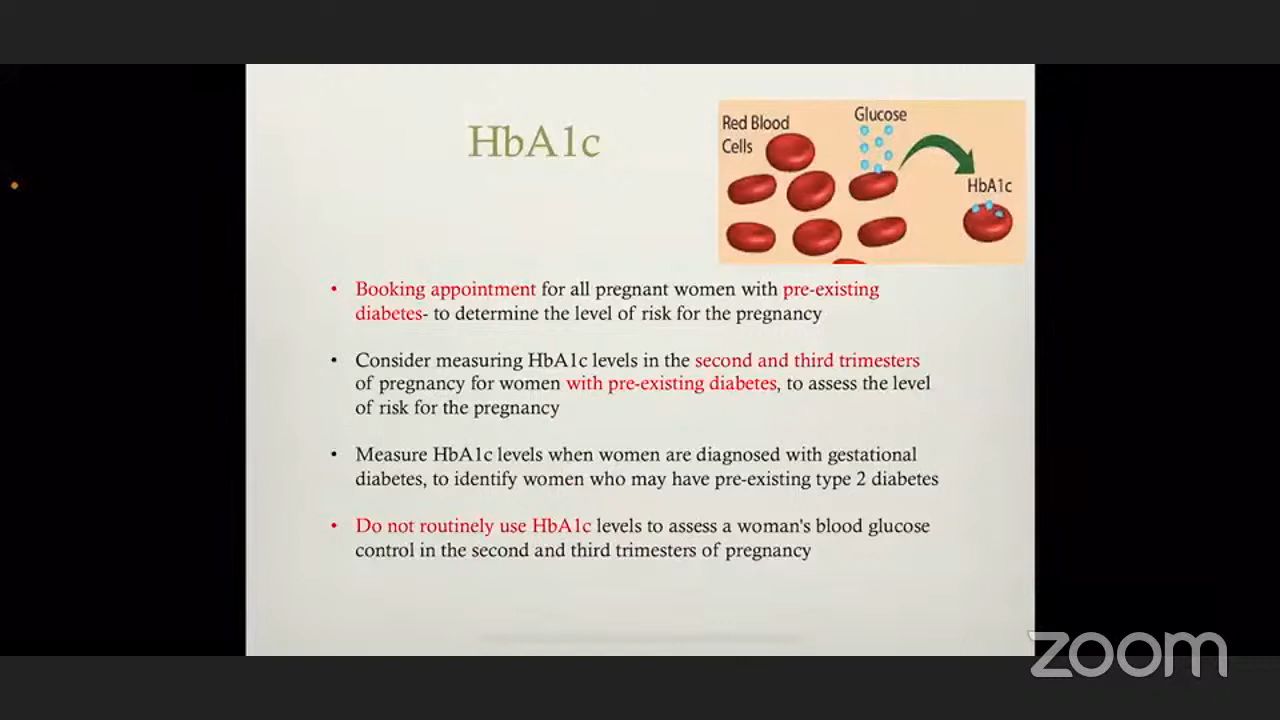 HbA1c
Red Blood
Cells
Glucose
HbA1c
• Booking appointment for all pregnant women with pre-existing
diabetes- to determine the level of risk for the pregnancy
• Consider measuring HbA1c levels in the second and third trimesters
of pregnancy for women with pre-existing diabetes, to assess the level
of risk for the pregnancy
• Measure HbA1c levels when women are diagnosed with gestational
diabetes, to identify women who may have pre-existing type 2 diabetes
• Do not routinely use HbA1c levels to assess a woman's blood glucose
control in the second and third trimesters of pregnancy
zoom